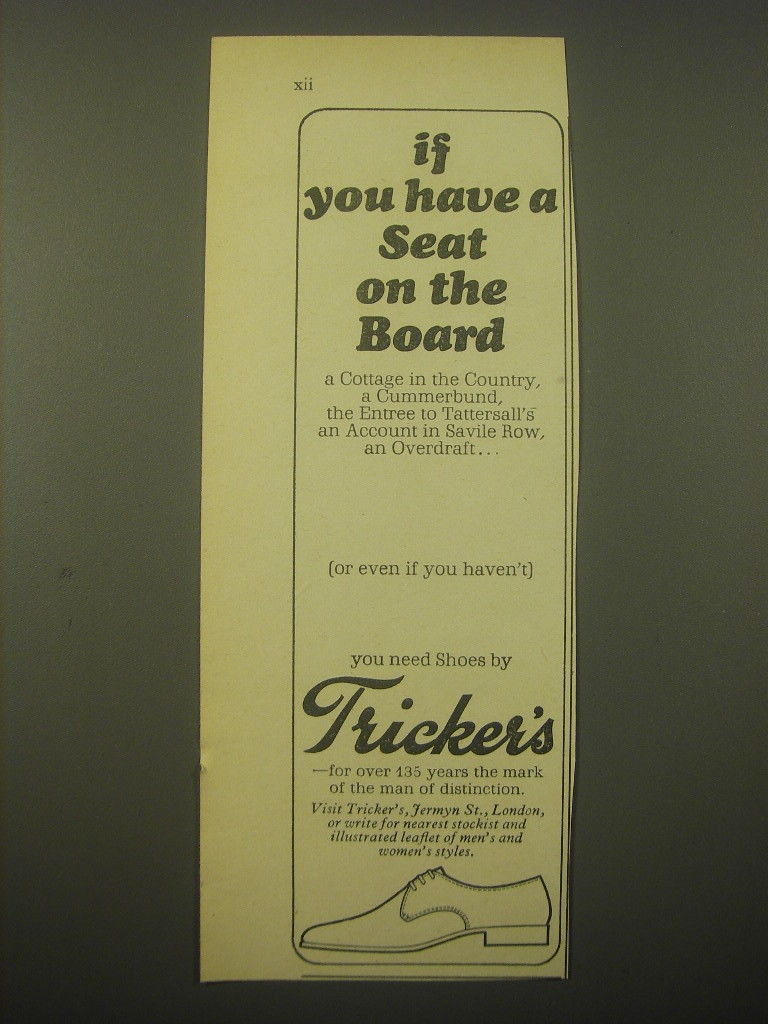 xii
if
you have a
Seat
on the
Board
a Cottage in the Country,
a Cummerbund,
the Entree to Tattersall's
an Account in Savile Row,
an Overdraft...
(or even if you haven't)
you need Shoes by
Tricker's
—for over 135 years the mark
of the man of distinction.
Visit Tricker's, Jermyn St., London,
or write for nearest stockist and
illustrated leaflet of men's and
women's styles.